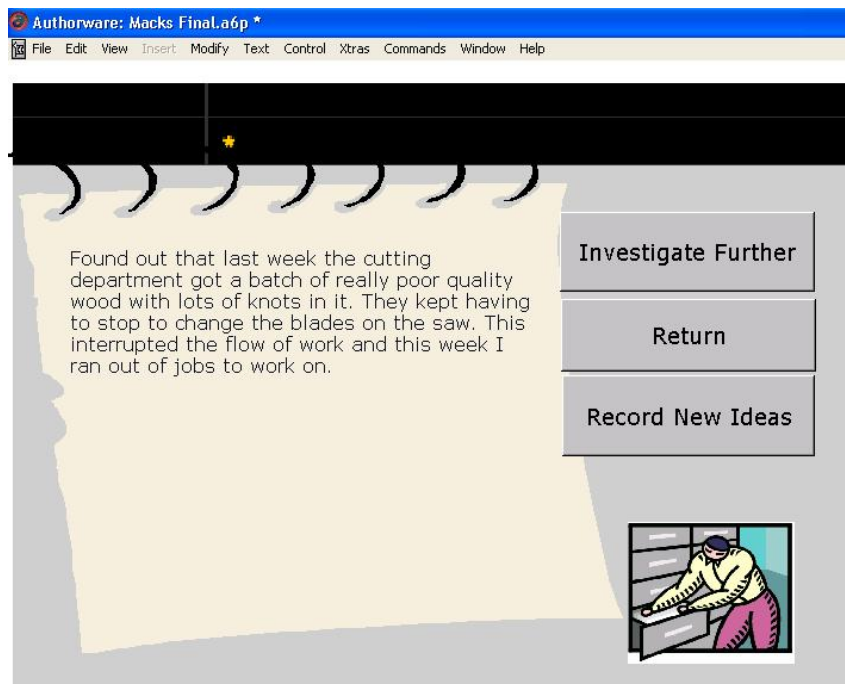 Authorware: Macks Final.a6p *
File Edit View Insert Modify Text Control Xtras Commands Window Help
Found out that last week the cutting
department got a batch of really poor quality
wood with lots of knots in it. They kept having
to stop to change the blades on the saw. This
interrupted the flow of work and this week I
ran out of jobs to work on.
Investigate Further
Return
Record New Ideas